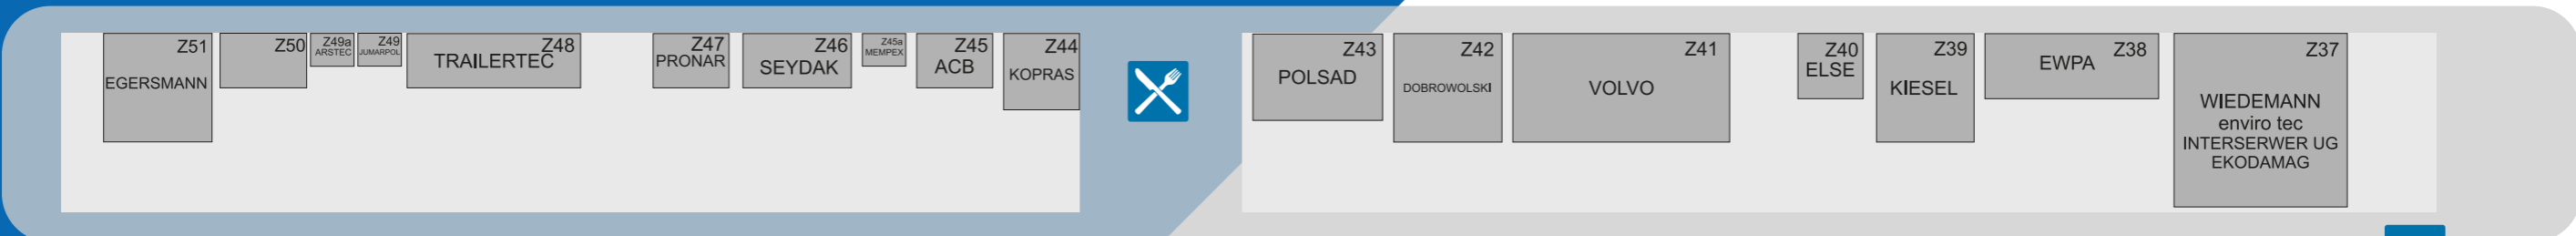 Z51
EGERSMANN
Z50
Z49a
ARSTEC
Z49
JUMARPOL
Z48
TRAILERTEC
Z47
PRONAR
Z46
SEYDAK
Z45a
MEMPEX
Z45
ACB
Z44
KOPRAS
Z43
POLSAD
Z42
DOBROWOLSKI
Z41
VOLVO
Z40
ELSE
Z39
KIESEL
EWPA Z38
Z37
WIEDEMANN
enviro tec
INTERSERWER UG
EKODAMAG